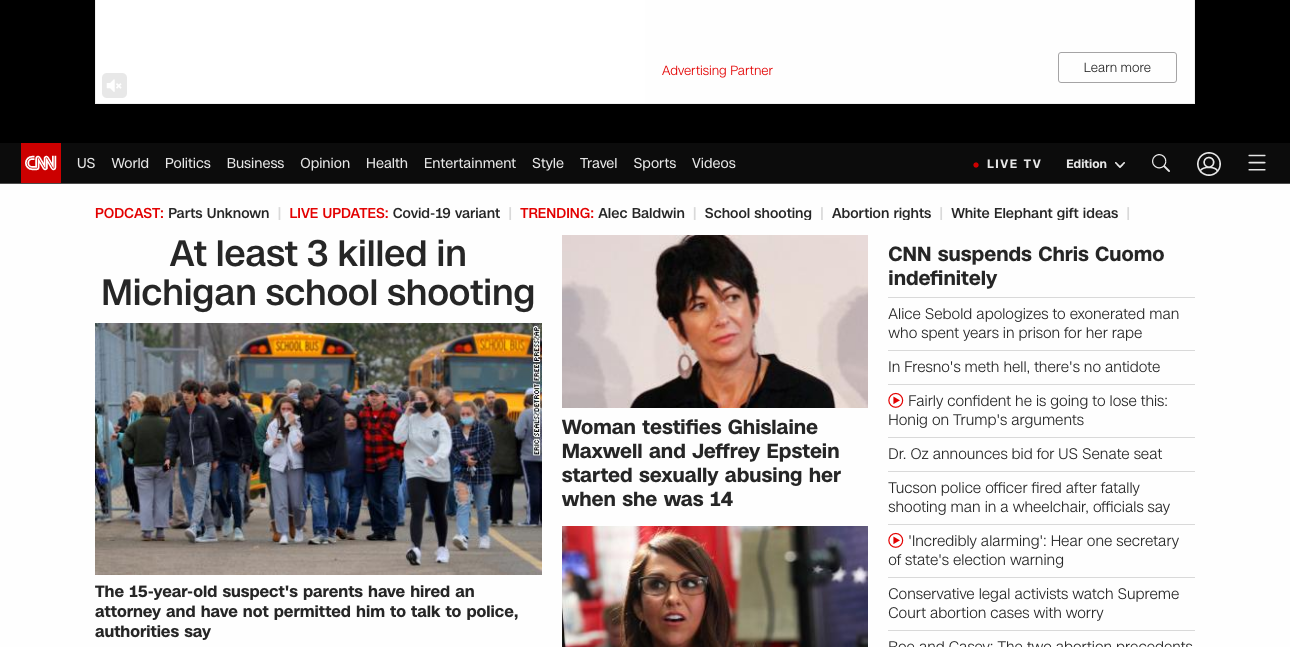 Advertising Partner
Learn more
CNN
US
World
Politics
Business
Opinion
Health
Entertainment
Style
Travel
Sports
Videos
LIVE TV
Edition
PODCAST: Parts Unknown
LIVE UPDATES: Covid-19 variant
TRENDING: Alec Baldwin
School shooting
Abortion rights
White Elephant gift ideas
At least 3 killed in
Michigan school shooting
SCHOOL BUS
SCHOOL BUS
ERIC SEALS/DETROIT FREE PRESS/AP
The 15-year-old suspect's parents have hired an
attorney and have not permitted him to talk to police,
authorities say
Woman testifies Ghislaine
Maxwell and Jeffrey Epstein
started sexually abusing her
when she was 14
CNN suspends Chris Cuomo
indefinitely
Alice Sebold apologizes to exonerated man
who spent years in prison for her rape
In Fresno's meth hell, there's no antidote
Fairly confident he is going to lose this:
Honig on Trump's arguments
Dr. Oz announces bid for US Senate seat
Tucson police officer fired after fatally
shooting man in a wheelchair, officials say
'Incredibly alarming': Hear one secretary
of state's election warning
Conservative legal activists watch Supreme
Court abortion cases with worry
Roe and Casey: The two abortion precedents